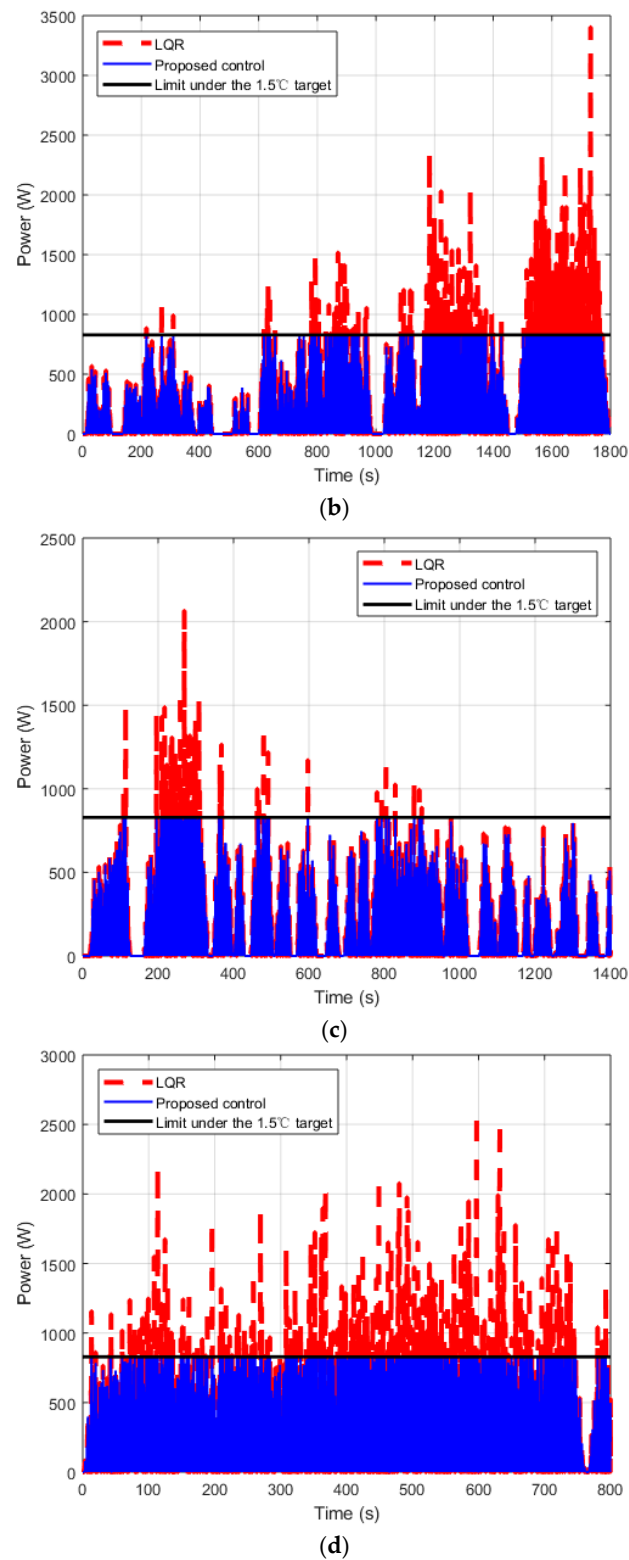 3500
3000
2500
2000
1500
1000
500
0
Power (W)
LQR
Proposed control
Limit under the 1.5℃ target
0 200 400 600 800 1000 1200 1400 1600 1800
Time (s)
(b)
2500
2000
1500
1000
500
0
Power (W)
LQR
Proposed control
Limit under the 1.5℃ target
0 200 400 600 800 1000 1200 1400
Time (s)
(c)
3000
2500
2000
1500
1000
500
0
Power (W)
LQR
Proposed control
Limit under the 1.5℃ target
0 100 200 300 400 500 600 700 800
Time (s)
(d)